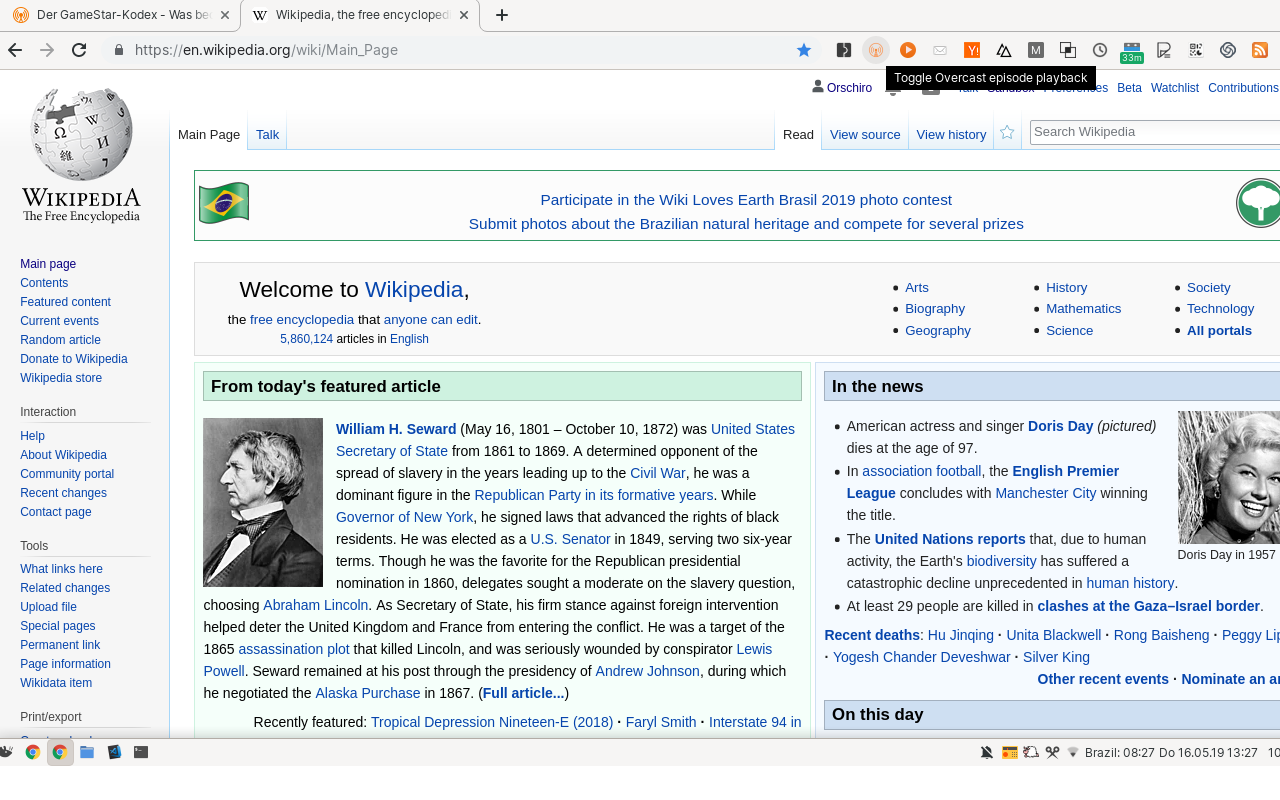 Der GameStar-Kodex - Was be
Wikipedia, the free encycloped
https://en.wikipedia.org/wiki/Main_Page
33m
Toggle Overcast episode playback
Orschiro
Talk Sandbox Preferences Beta Watchlist Contributions
Main Page Talk Read View source View history Search Wikipedia
WIKIPEDIA
The Free Encyclopedia
Participate in the Wiki Loves Earth Brasil 2019 photo contest
Submit photos about the Brazilian natural heritage and compete for several prizes
Main page
Contents
Featured content
Current events
Random article
Donate to Wikipedia
Wikipedia store
Interaction
Help
About Wikipedia
Community portal
Recent changes
Contact page
Tools
What links here
Related changes
Upload file
Special pages
Permanent link
Page information
Wikidata item
Print/export
Welcome to Wikipedia,
the free encyclopedia that anyone can edit.
5,860,124 articles in English
Arts
Biography
Geography
History
Mathematics
Science
Society
Technology
All portals
From today's featured article
William H. Seward (May 16, 1801 – October 10, 1872) was United States
Secretary of State from 1861 to 1869. A determined opponent of the
spread of slavery in the years leading up to the Civil War, he was a
dominant figure in the Republican Party in its formative years. While
Governor of New York, he signed laws that advanced the rights of black
residents. He was elected as a U.S. Senator in 1849, serving two six-year
terms. Though he was the favorite for the Republican presidential
nomination in 1860, delegates sought a moderate on the slavery question,
choosing Abraham Lincoln. As Secretary of State, his firm stance against foreign intervention
helped deter the United Kingdom and France from entering the conflict. He was a target of the
1865 assassination plot that killed Lincoln, and was seriously wounded by conspirator Lewis
Powell. Seward remained at his post through the presidency of Andrew Johnson, during which
he negotiated the Alaska Purchase in 1867. (Full article...)
Recently featured: Tropical Depression Nineteen-E (2018) · Faryl Smith · Interstate 94 in
In the news
American actress and singer Doris Day (pictured)
dies at the age of 97.
In association football, the English Premier
League concludes with Manchester City winning
the title.
The United Nations reports that, due to human
activity, the Earth's biodiversity has suffered a
catastrophic decline unprecedented in human history.
At least 29 people are killed in clashes at the Gaza–Israel border.
Doris Day in 1957
Recent deaths: Hu Jinqing · Unita Blackwell · Rong Baisheng · Peggy Lip
· Yogesh Chander Deveshwar · Silver King
Other recent events · Nominate an ar
On this day
Brazil: 08:27 Do 16.05.19 13:27 10